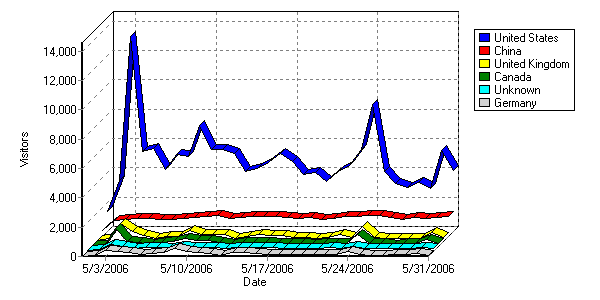 14,000
12,000
10,000
8,000
6,000
4,000
2,000
0
Visitors
5/3/2006
5/10/2006
5/17/2006
5/24/2006
5/31/2006
Date
United States
China
United Kingdom
Canada
Unknown
Germany